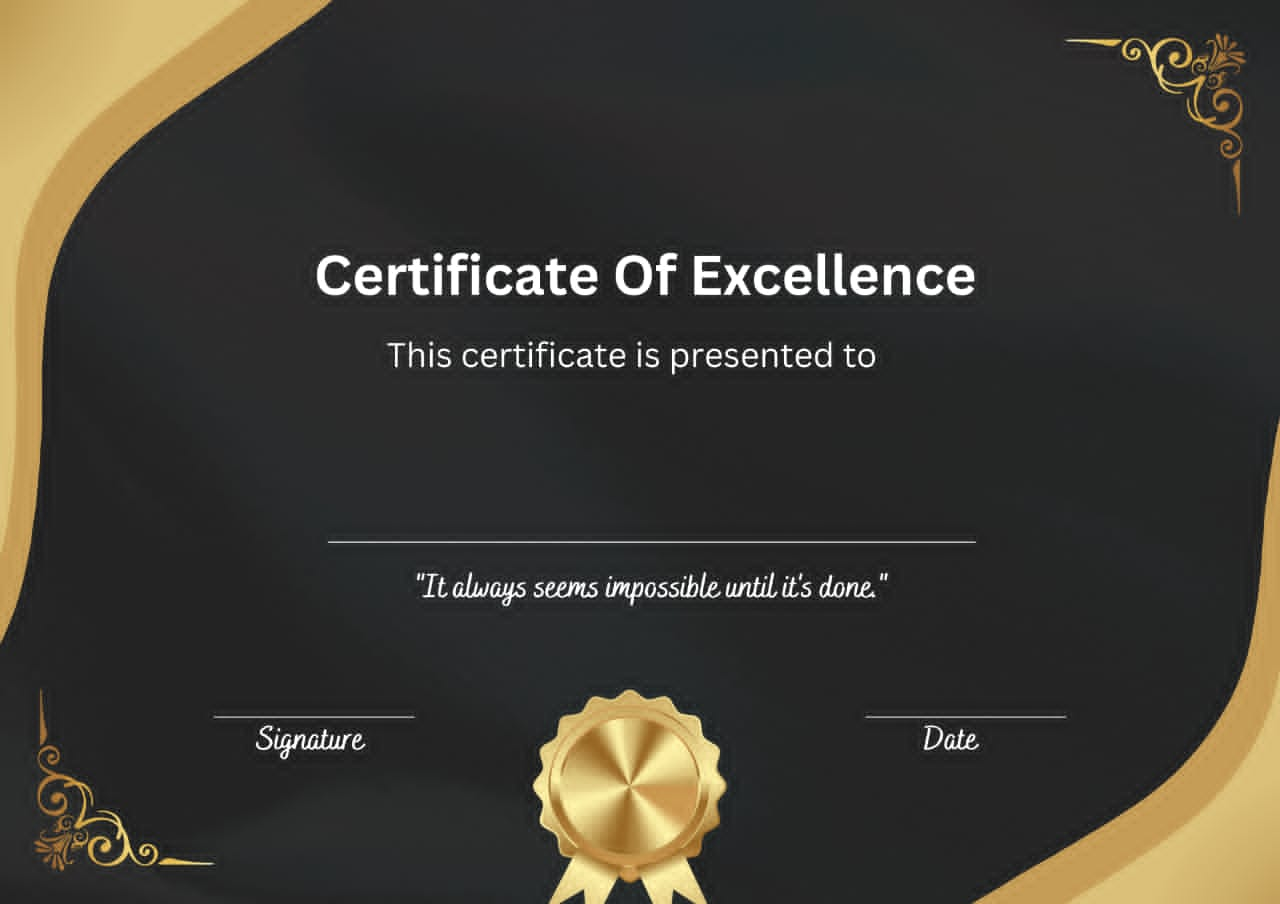 Certificate Of Excellence
This certificate is presented to
"It always seems impossible until it's done."
Signature
Date